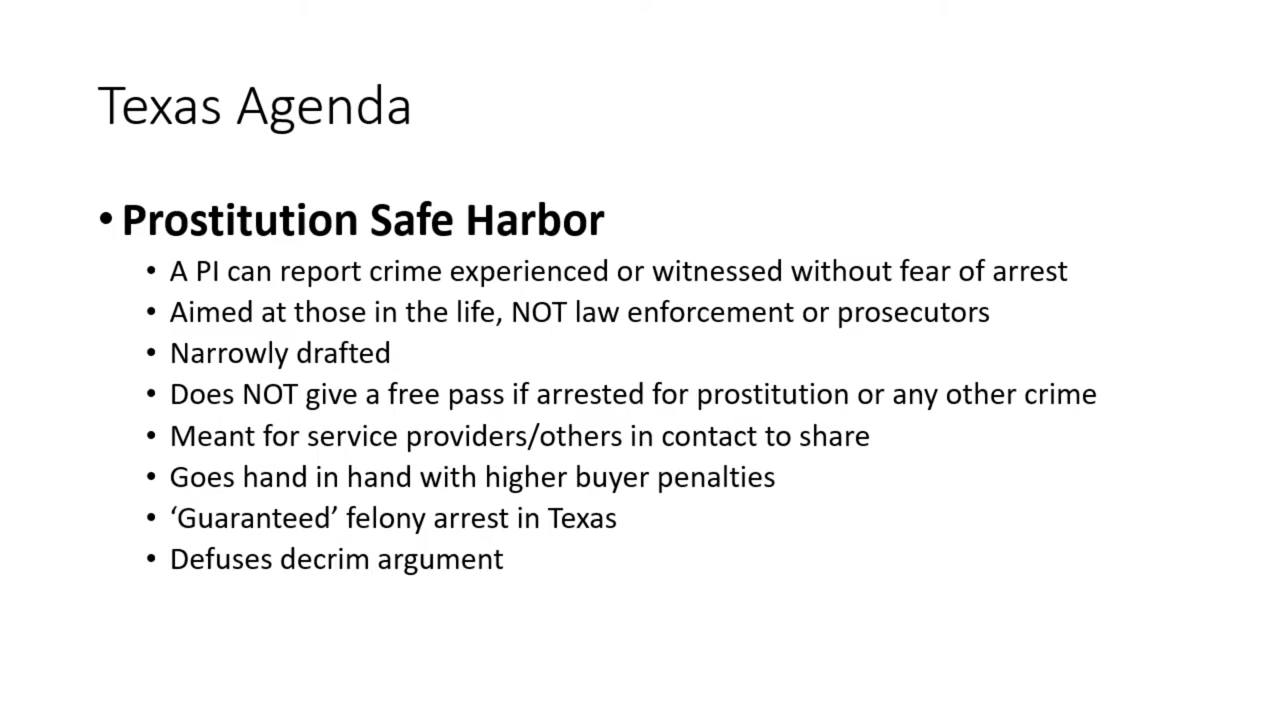 Texas Agenda
• Prostitution Safe Harbor
• A PI can report crime experienced or witnessed without fear of arrest
• Aimed at those in the life, NOT law enforcement or prosecutors
• Narrowly drafted
• Does NOT give a free pass if arrested for prostitution or any other crime
• Meant for service providers/others in contact to share
• Goes hand in hand with higher buyer penalties
• ‘Guaranteed’ felony arrest in Texas
• Defuses decrim argument